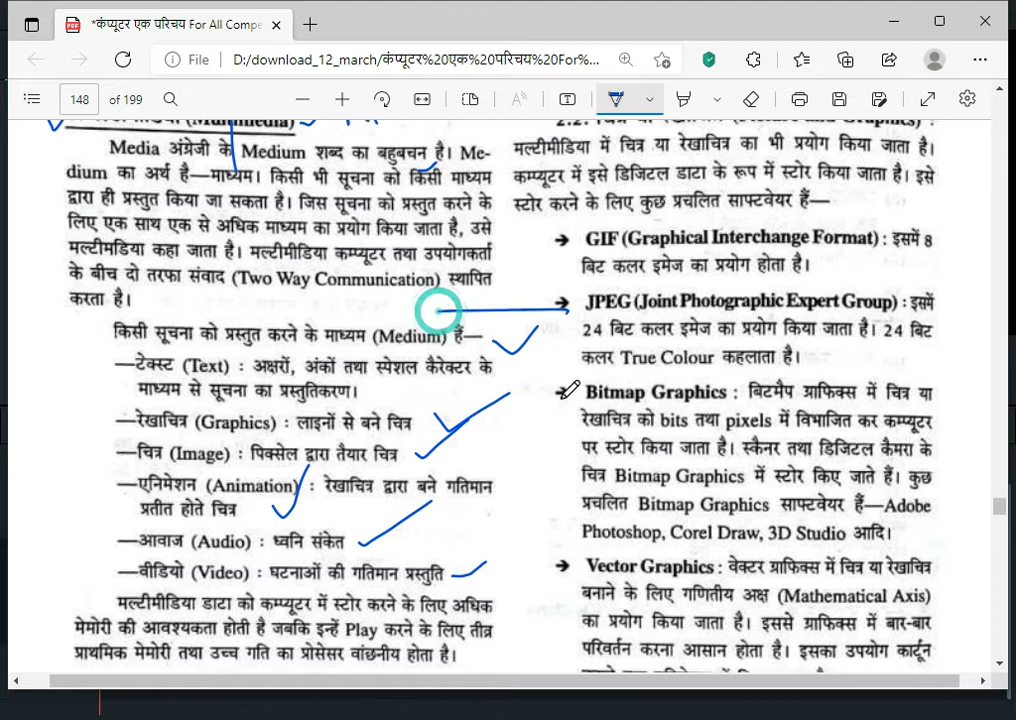 *कंप्यूटर एक परिचय For All Compe
File
D:/download_12_march/कंप्यूटर%20एक%20परिचय%20For%...
148 of 199
(Multimedia)
Media अंग्रेजी के Medium शब्द का बहुबचन है। Me-
dium का अर्थ है—माध्यम। किसी भी सूचना को किसी माध्यम
द्वारा ही प्रस्तुत किया जा सकता है। जिस सूचना को प्रस्तुत करने के
लिए एक साथ एक से अधिक माध्यम का प्रयोग किया जाता है, उसे
मल्टीमडिया कहा जाता है। मल्टीमीडिया कम्प्यूटर तथा उपयोगकर्ता
के बीच दो तरफा संवाद (Two Way Communication) स्थापित
करता है।
किसी सूचना को प्रस्तुत करने के माध्यम (Medium) हैं—
—टेक्स्ट (Text) : अक्षरों, अंकों तथा स्पेशल कैरेक्टर के
माध्यम से सूचना का प्रस्तुतिकरण।
—रेखाचित्र (Graphics) : लाइनों से बने चित्र
—चित्र (Image) : पिक्सेल द्वारा तैयार चित्र
—एनिमेशन (Animation) : रेखाचित्र द्वारा बने गतिमान
प्रतीत होते चित्र
—आवाज (Audio) : ध्वनि संकेत
—वीडियो (Video) : घटनाओं की गतिमान प्रस्तुति
मल्टीमीडिया डाटा को कम्प्यूटर में स्टोर करने के लिए अधिक
मेमोरी की आवश्यकता होती है जबकि इन्हें Play करने के लिए तीव्र
प्राथमिक मेमोरी तथा उच्च गति का प्रोसेसर वांछनीय होता है।
मल्टीमीडिया में चित्र या रेखाचित्र का भी प्रयोग किया जाता है।
कम्प्यूटर में इसे डिजिटल डाटा के रूप में स्टोर किया जाता है। इसे
स्टोर करने के लिए कुछ प्रचलित साफ्टवेयर हैं—
➔ GIF (Graphical Interchange Format) : इसमें 8
बिट कलर इमेज का प्रयोग होता है।
➔ JPEG (Joint Photographic Expert Group) : इसमें
24 बिट कलर इमेज का प्रयोग किया जाता है। 24 बिट
कलर True Colour कहलाता है।
➔ Bitmap Graphics : बिटमैप ग्राफिक्स में चित्र या
रेखाचित्र को bits तथा pixels में विभाजित कर कम्प्यूटर
पर स्टोर किया जाता है। स्कैनर तथा डिजिटल कैमरा के
चित्र Bitmap Graphics में स्टोर किए जाते हैं। कुछ
प्रचलित Bitmap Graphics साफ्टवेयर हैं—Adobe
Photoshop, Corel Draw, 3D Studio आदि।
➔ Vector Graphics : वेक्टर ग्राफिक्स में चित्र या रेखाचित्र
बनाने के लिए गणितीय अक्ष (Mathematical Axis)
का प्रयोग किया जाता है। इससे ग्राफिक्स में बार-बार
परिवर्तन करना आसान होता है। इसका उपयोग कार्टून